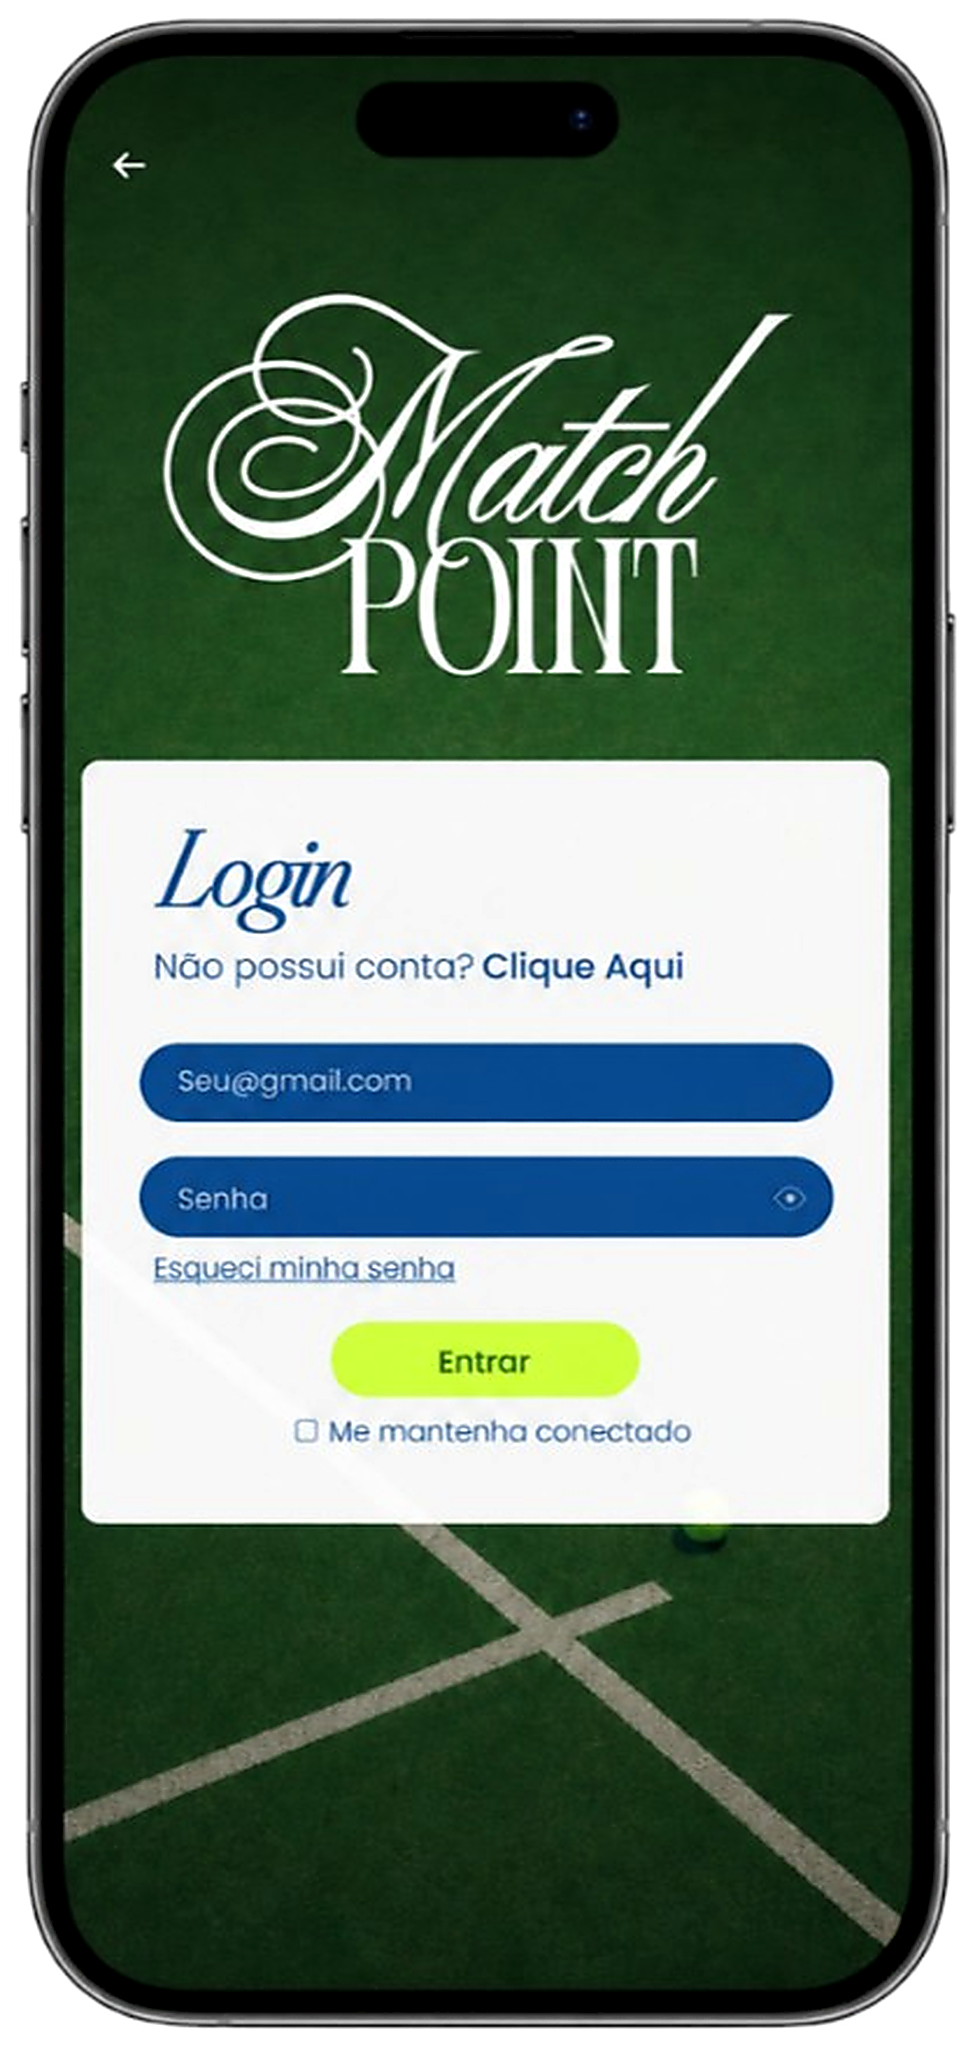 Match
POINT
Login
Não possui conta? Clique Aqui
Seu@gmail.com
Senha
Esqueci minha senha
Entrar
Me mantenha conectado